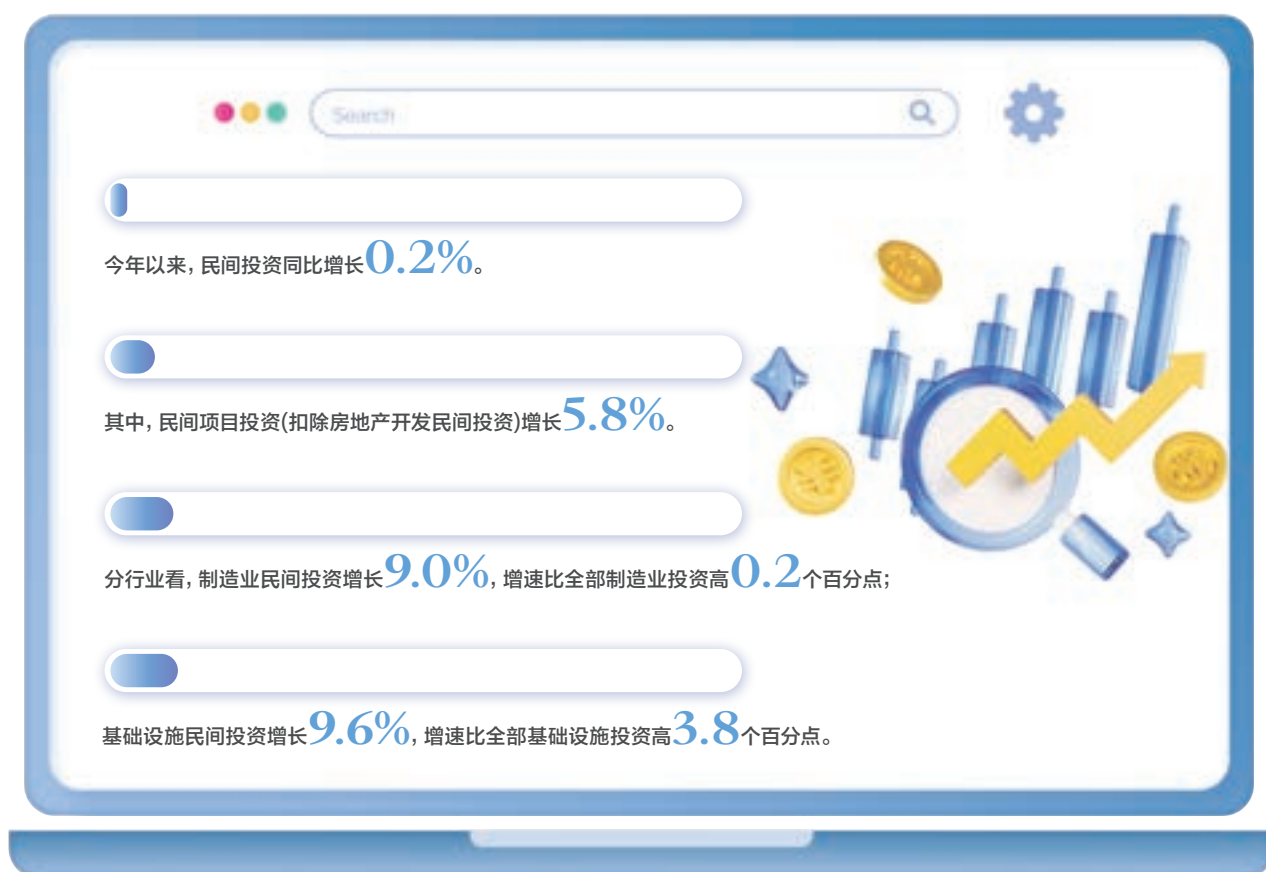 Search
今年以来,民间投资同比增长0.2%。
其中,民间项目投资(扣除房地产开发民间投资)增长5.8%。
分行业看,制造业民间投资增长9.0%,增速比全部制造业投资高0.2个百分点;
基础设施民间投资增长9.6%,增速比全部基础设施投资高3.8个百分点。